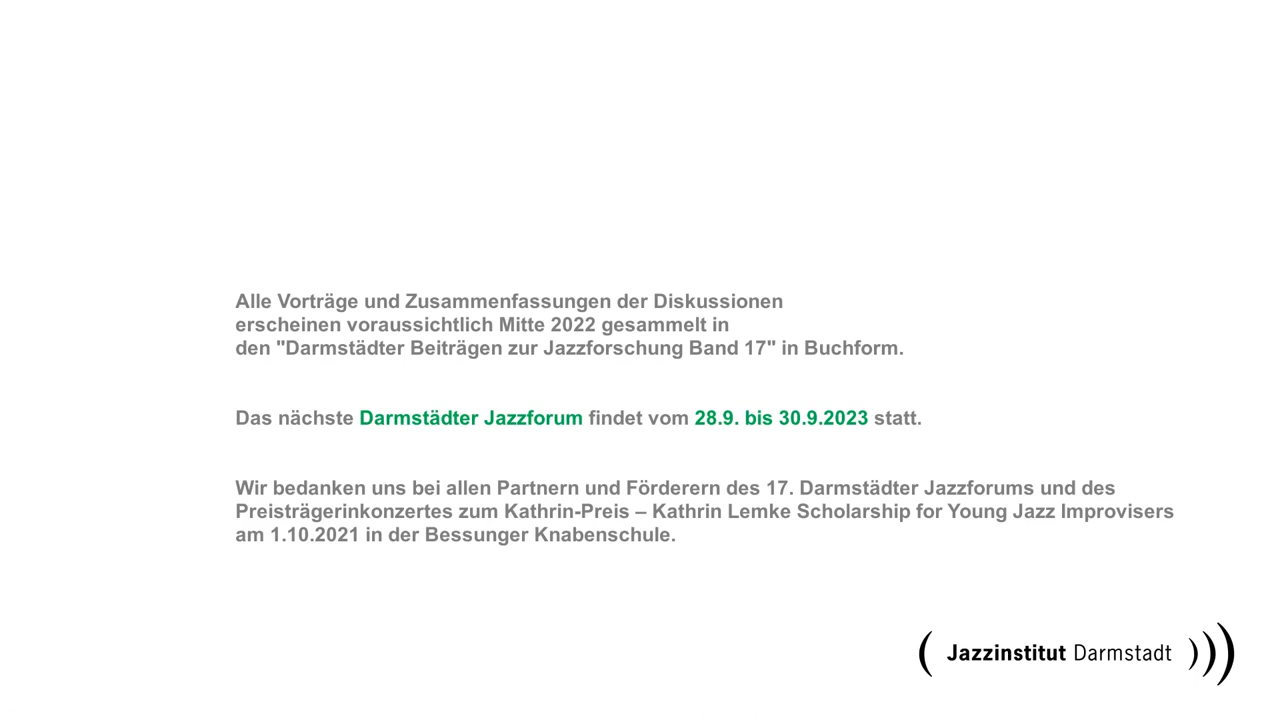 Alle Vorträge und Zusammenfassungen der Diskussionen
erscheinen voraussichtlich Mitte 2022 gesammelt in
den "Darmstädter Beiträgen zur Jazzforschung Band 17" in Buchform.
Das nächste Darmstädter Jazzforum findet vom 28.9. bis 30.9.2023 statt.
Wir bedanken uns bei allen Partnern und Förderern des 17. Darmstädter Jazzforums und des
Preisträgerinkonzertes zum Kathrin-Preis – Kathrin Lemke Scholarship for Young Jazz Improvisers
am 1.10.2021 in der Bessunger Knabenschule.
( Jazzinstitut Darmstadt )))